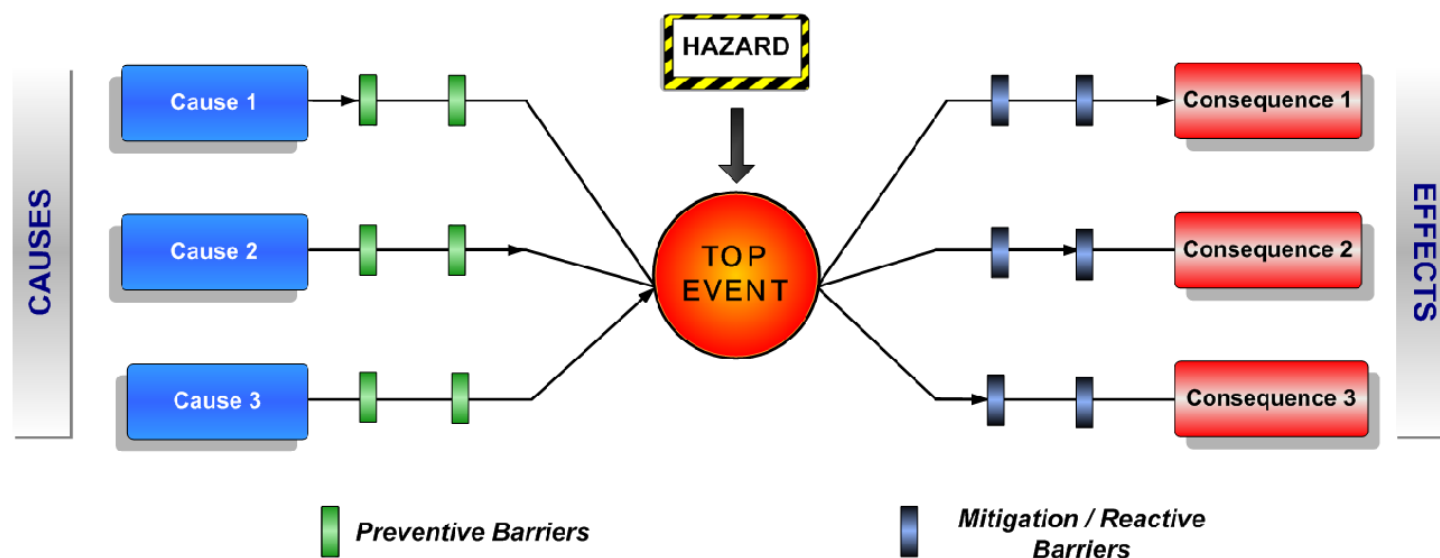 HAZARD
CAUSES
Cause 1
Cause 2
Cause 3
TOP
EVENT
Consequence 1
Consequence 2
Consequence 3
EFFECTS
Preventive Barriers
Mitigation / Reactive
Barriers